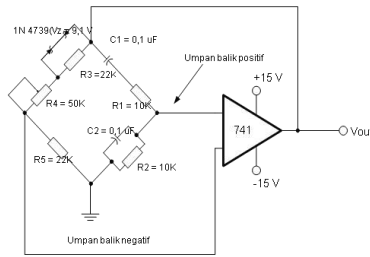 1N 4739(Vz = 9,1 V
C1 = 0,1 uF
R3 =22K
Umpan balik positif
R4 = 50K
R1 = 10K
+15 V
C2 = 0,1 uF
741
Vou
R5 = 22K
R2 = 10K
-15 V
Umpan balik negatif